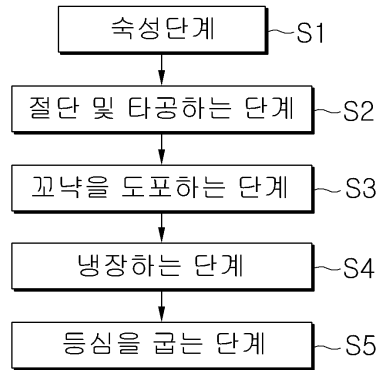 숙성단계 S1
절단 및 타공하는 단계 S2
꼬냑을 도포하는 단계 S3
냉장하는 단계 S4
등심을 굽는 단계 S5